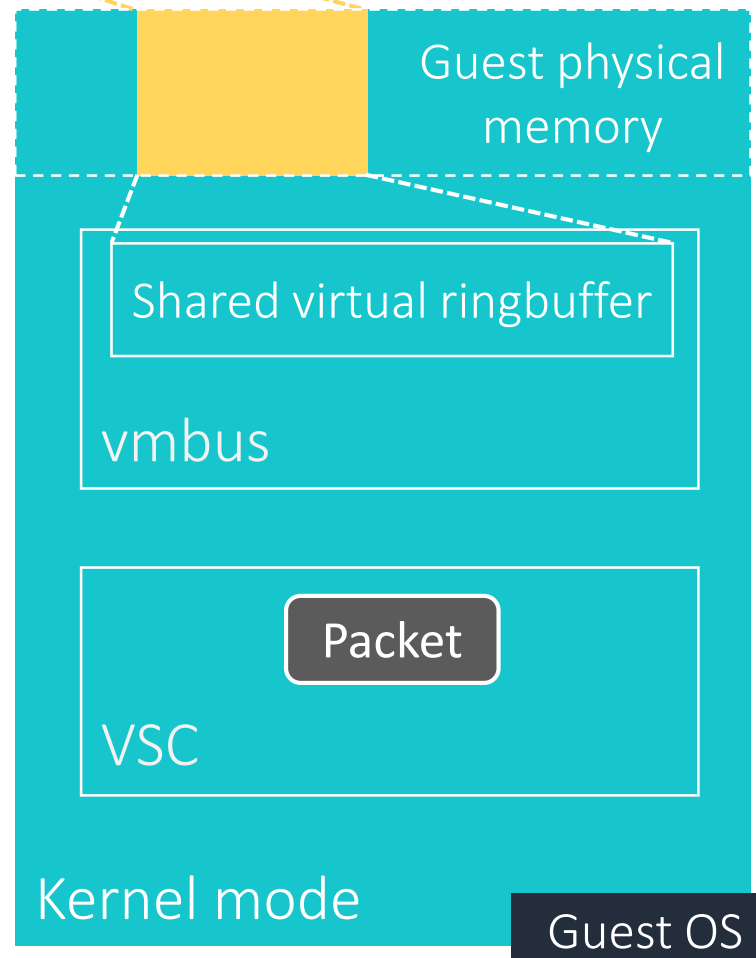 Guest physical
memory
Shared virtual ringbuffer
vmbus
Packet
VSC
Kernel mode
Guest OS